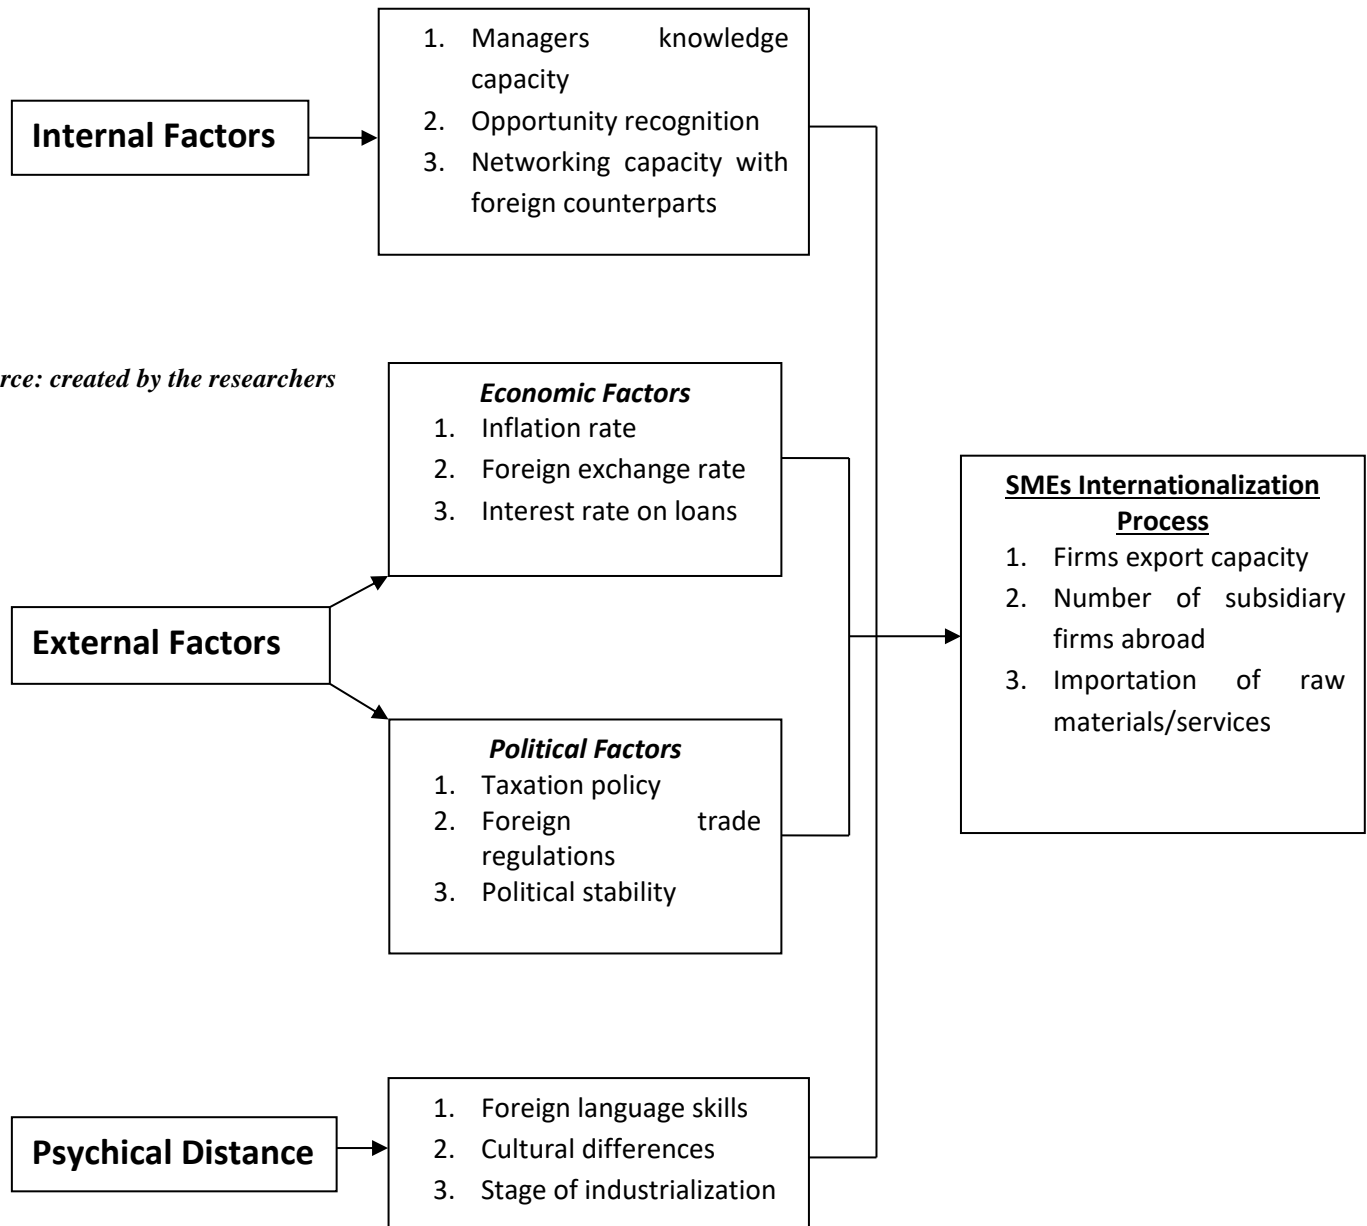 1. Managers knowledge
capacity
2. Opportunity recognition
3. Networking capacity with
foreign counterparts
Internal Factors
rce: created by the researchers
Economic Factors
1. Inflation rate
2. Foreign exchange rate
3. Interest rate on loans
SMEs Internationalization
Process
1. Firms export capacity
2. Number of subsidiary
firms abroad
3. Importation of raw
materials/services
External Factors
Political Factors
1. Taxation policy
2. Foreign trade
regulations
3. Political stability
Psychical Distance
1. Foreign language skills
2. Cultural differences
3. Stage of industrialization